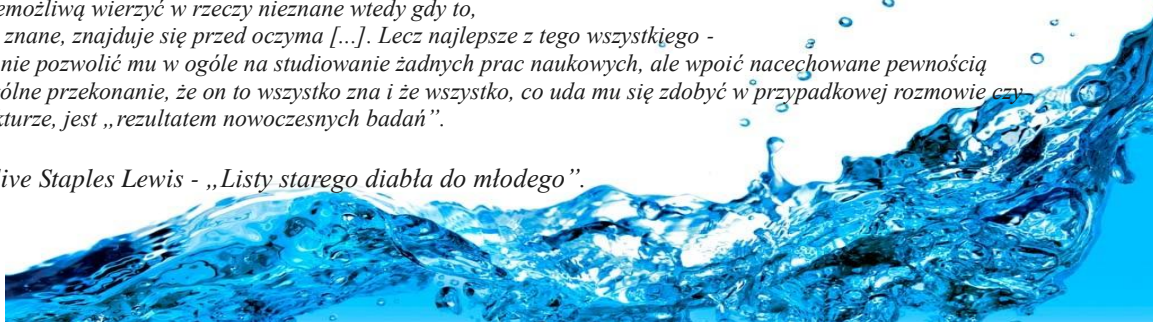 emożliwą wierzyć w rzeczy nieznane wtedy gdy to,
znane, znajduje się przed oczyma [...]. Lecz najlepsze z tego wszystkiego -
nie pozwolić mu w ogóle na studiowanie żadnych prac naukowych, ale wpoić nacechowane pewnością
ólne przekonanie, że on to wszystko zna i że wszystko, co uda mu się zdobyć w przypadkowej rozmowie czy
kturze, jest „rezultatem nowoczesnych badań”.
live Staples Lewis - „Listy starego diabła do młodego”.